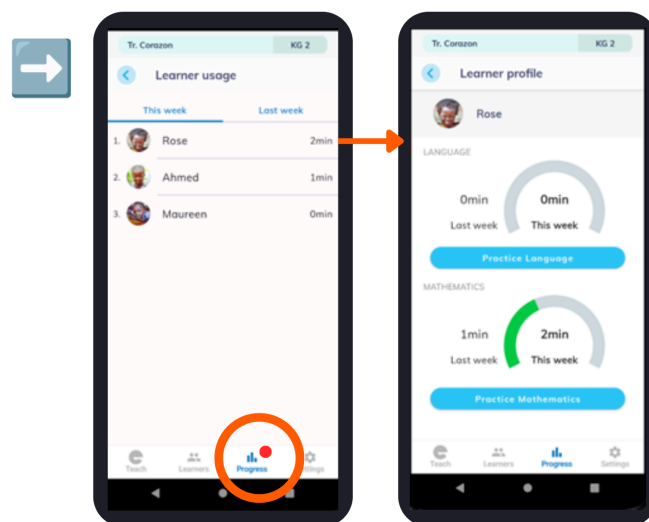 Tr. Corazon KG 2
Learner usage
This week Last week
1. Rose 2min
2. Ahmed 1min
3. Maureen 0min
Teach Learners Progress Settings
Tr. Corazon KG 2
Learner profile
Rose
LANGUAGE
0min 0min
Last week This week
Practice Language
MATHEMATICS
1min 2min
Last week This week
Practice Mathematics
Teach Learners Progress Settings